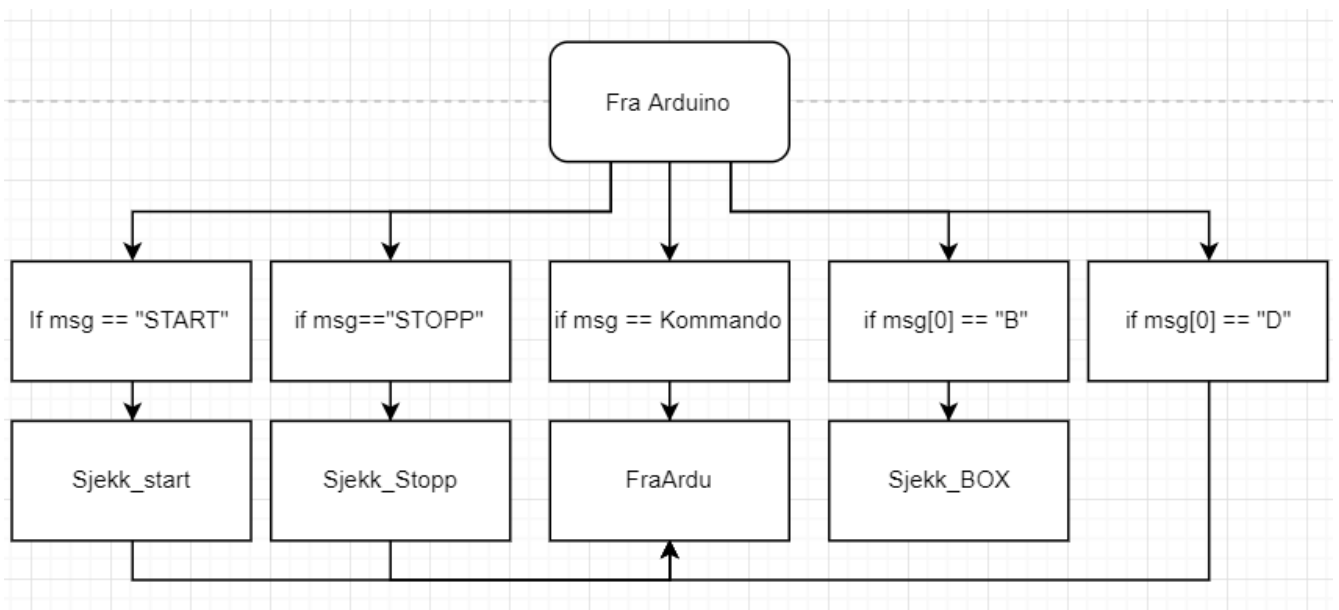 Fra Arduino
If msg == "START"
if msg=="STOPP"
if msg == Kommando
if msg[0] == "B"
if msg[0] == "D"
Sjekk_start
Sjekk_Stopp
FraArdu
Sjekk_BOX